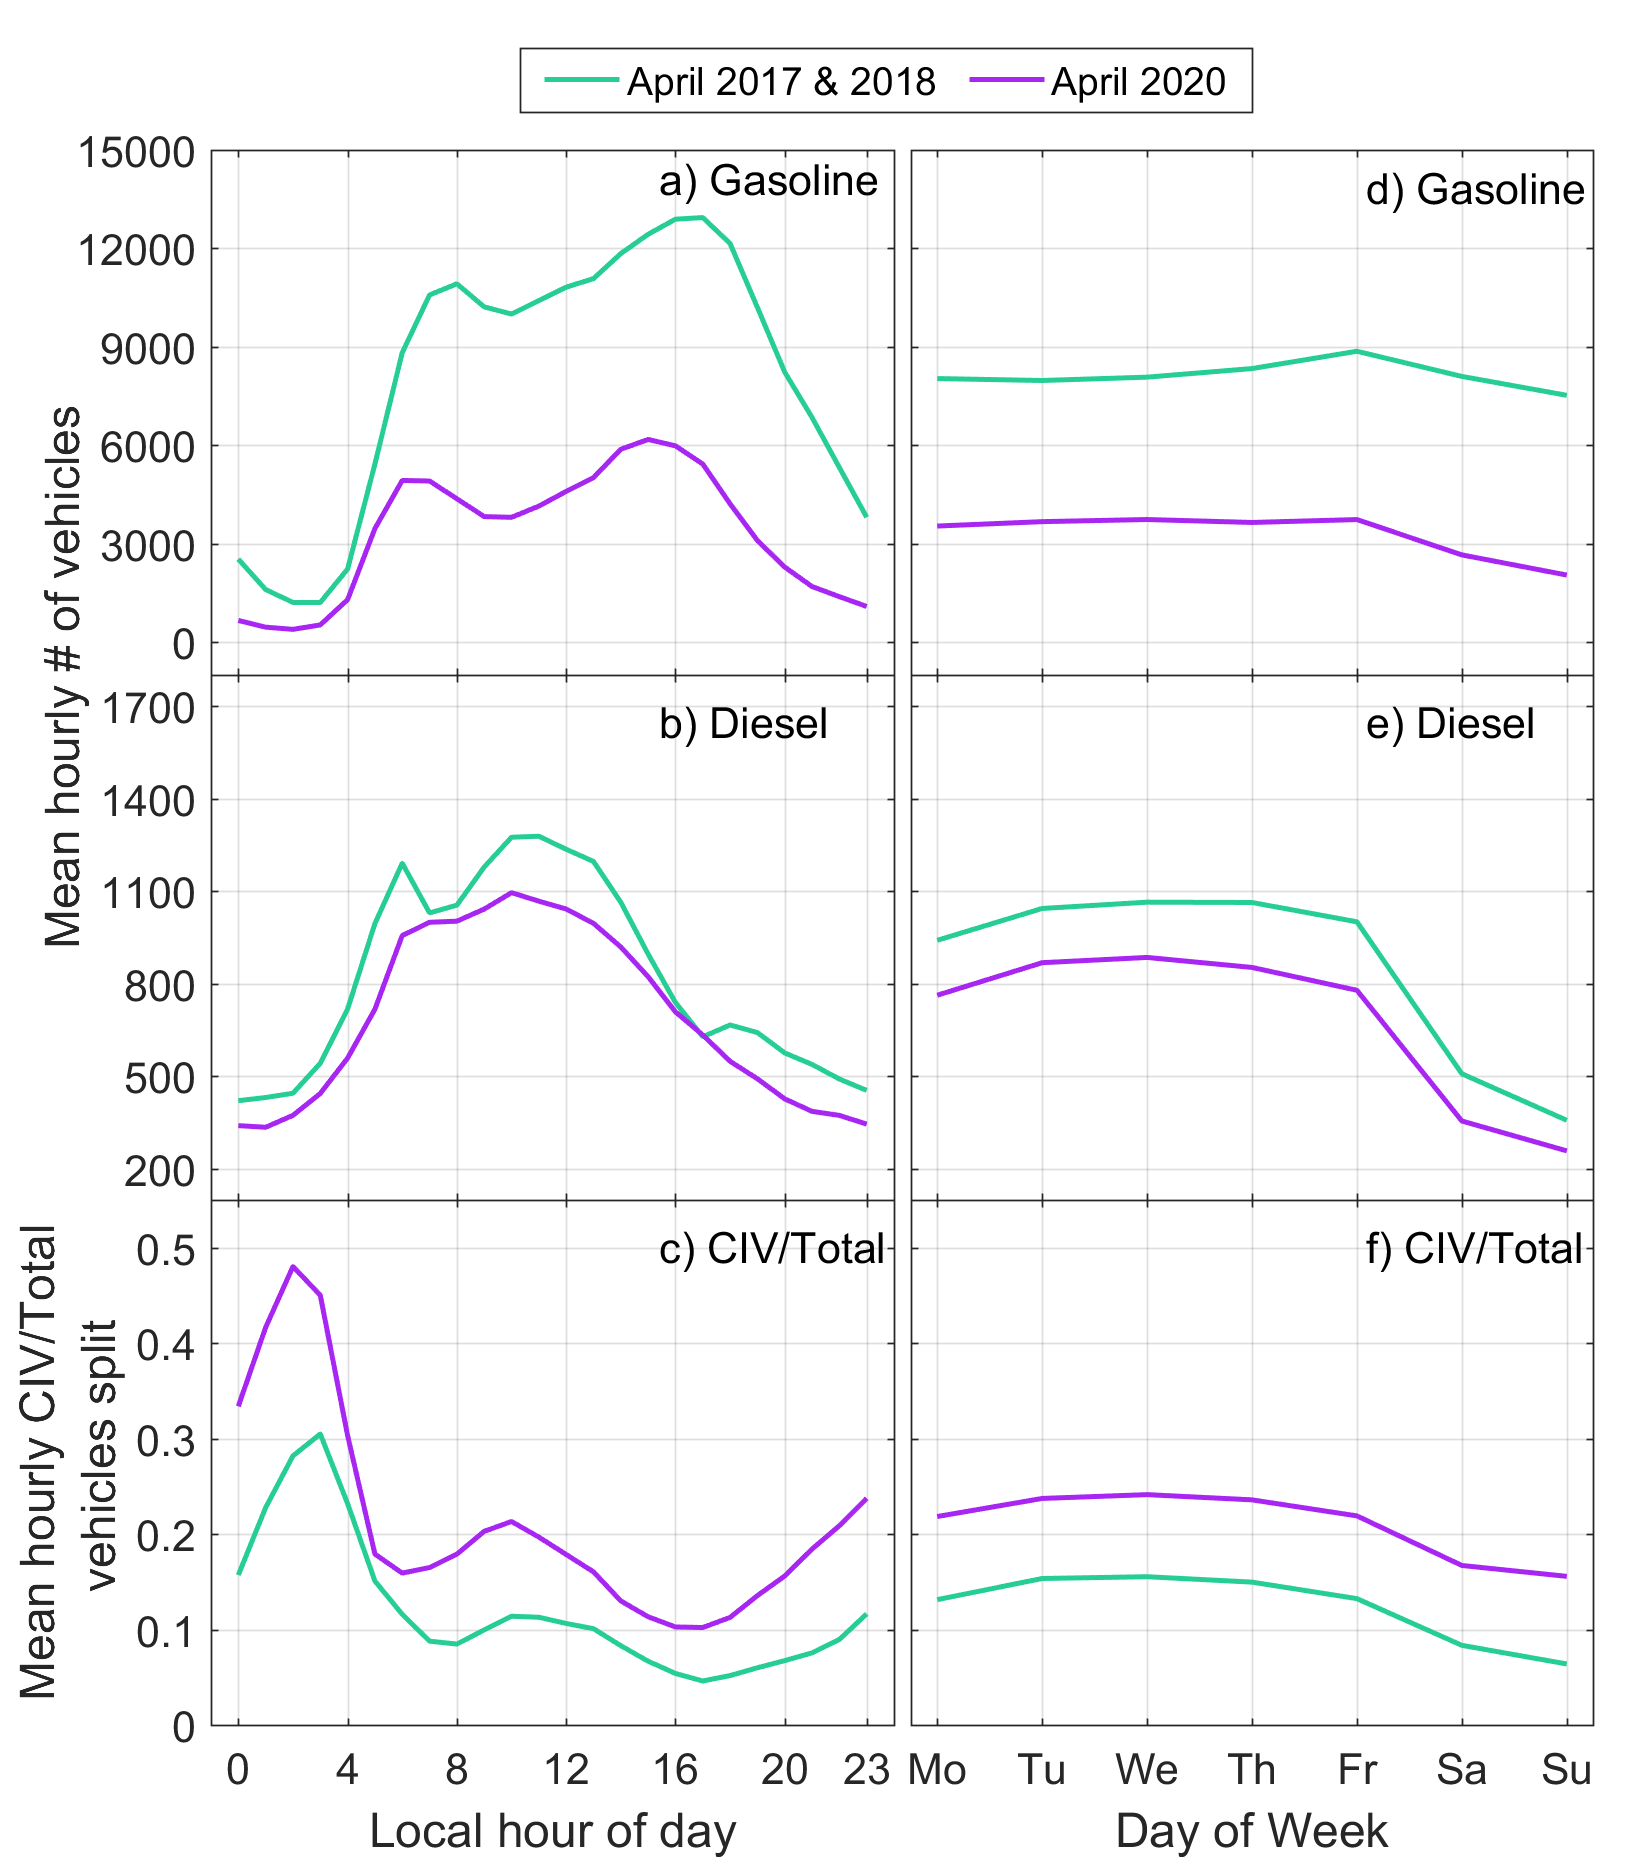 April 2017 & 2018 April 2020
15000
12000
9000
6000
3000
0
a) Gasoline
d) Gasoline
Mean hourly # of vehicles
1700
1400
1100
800
500
200
b) Diesel
e) Diesel
Mean hourly CIV/Total
vehicles split
0.5
0.4
0.3
0.2
0.1
0
c) CIV/Total
f) CIV/Total
0 4 8 12 16 20 23
Mo Tu We Th Fr Sa Su
Local hour of day
Day of Week